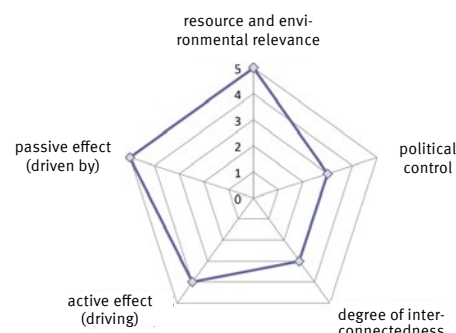 resource and envi-
ronmental relevance
5
4
3
2
1
0
passive effect
(driven by)
political
control
active effect
(driving)
degree of inter-
connectedness